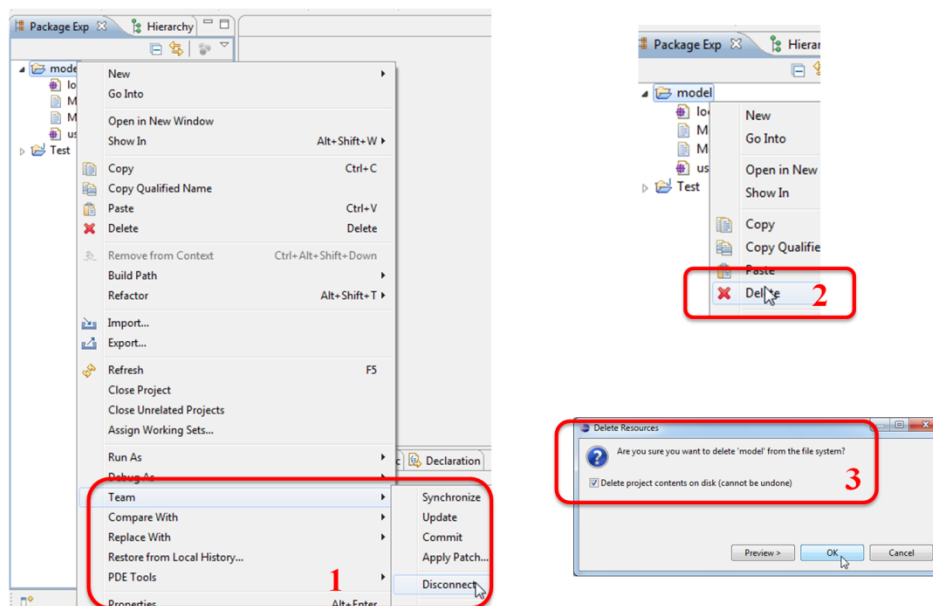 Package Exp
Hierarchy
model
Test
New
Go Into
Open in New Window
Show In Alt+Shift+W
Copy Ctrl+C
Copy Qualified Name
Paste Ctrl+V
Delete Delete
Remove from Context Ctrl+Alt+Shift+Down
Build Path
Refactor Alt+Shift+T
Import...
Export...
Refresh F5
Close Project
Close Unrelated Projects
Assign Working Sets...
Run As
Debug As
Team
Compare With
Replace With
Restore from Local History...
PDE Tools
Properties Alt+Enter
Declaration
Synchronize
Update
Commit
Apply Patch...
Disconnect
1
Package Exp
Hierar
model
lo
M
M
us
Test
New
Go Into
Open in New
Show In
Copy
Copy Qualifie
Paste
Delete
2
Delete Resources
Are you sure you want to delete 'model' from the file system?
Delete project contents on disk (cannot be undone)
3
Preview >
OK
Cancel